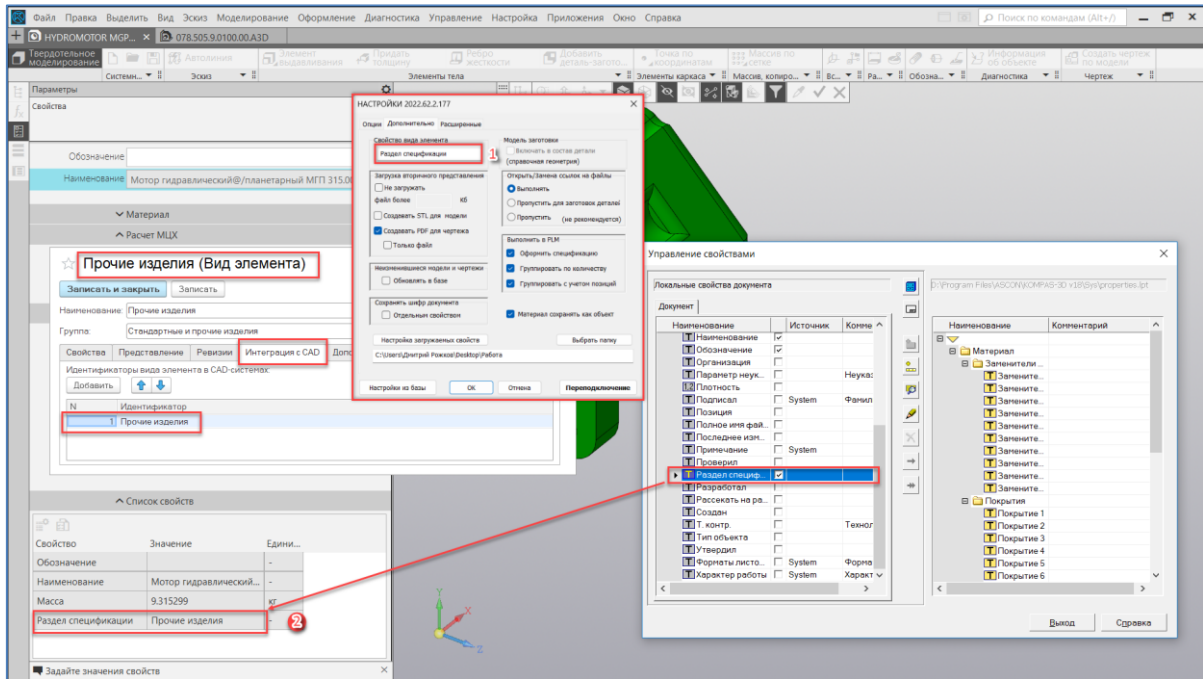 Файл Правка Выделить Вид Эскиз Моделирование Оформление Диагностика Управление Настройка Приложения Окно Справка
Поиск по командам (Alt+/)
HYDROMOTOR MGP...
078.505.9.0100.00.A3D
Твердотельное моделирование
Автолиния
Элемент выдавливания
Придать толщину
Ребро жесткости
Добавить деталь-загото...
Точка по координатам
Массив по сетке
Информация об объекте
Создать чертеж по модели
Системн...
Эскиз
Элементы тела
Элементы каркаса
Массив, копиро...
Вс...
Ра...
Обозна...
Диагностика
Чертеж
Параметры
Свойства
Обозначение
Наименование Мотор гидравлический@/планетарный МГП 315.0
Материал
Расчет МЦХ
Прочие изделия (Вид элемента)
Записать и закрыть
Записать
Наименование: Прочие изделия
Группа: Стандартные и прочие изделия
Свойства Представление Ревизии Интеграция с CAD Допо
Идентификаторы вида элемента в CAD-системах:
Добавить
N Идентификатор
1 Прочие изделия
Список свойств
Свойство Значение Едини...
Обозначение -
Наименование Мотор гидравлический... -
Масса 9.315299 кг
Раздел спецификации Прочие изделия -
2
Задайте значения свойств
НАСТРОЙКИ 2022.62.2.177
Опции Дополнительно Расширенные
Свойство вида элемента
Раздел спецификации
1
Модель заготовки
Включать в состав детали
(справочная геометрия)
Загрузка вторичного представления
Не загружать
файл более Кб
Создавать STL для модели
Создавать PDF для чертежа
Только файл
Открыть/Замена ссылок на файлы
Выполнять
Пропустить для заготовок деталей
Пропустить (не рекомендуется)
Выполнить в PLM
Оформить спецификацию
Группировать по количеству
Группировать с учетом позиций
Неизменившиеся модели и чертежи
Обновлять в базе
Сохранять шифр документа
Отдельным свойством
Материал сохранять как объект
Настройка загружаемых свойств
Выбрать папку
C:\Users\Дмитрий Рожков\Desktop\Работа
Настройки из базы
ОК
Отмена
Переподключение
Управление свойствами
Локальные свойства документа
D:\Program Files\ASCON\KOMPAS-3D v18\Sys\properties.lpt
Документ
Наименование Источник Комме
Наименование
Обозначение
Организация
Параметр неук... Неука
Плотность
Подписал System Фамил
Позиция
Полное имя фай...
Последнее изм...
Примечание System
Проверил
Раздел специф...
Разработал
Рассекать на ра...
Создан
Т. контр. Технол
Тип объекта
Утвердил
Форматы листо... System Форма
Характер работы System Характ
Наименование Комментарий
Материал
Заменители ...
Замените...
Замените...
Замените...
Замените...
Замените...
Замените...
Замените...
Замените...
Замените...
Замените...
Покрытия
Покрытие 1
Покрытие 2
Покрытие 3
Покрытие 4
Покрытие 5
Покрытие 6
Выход
Справка
Y
X
Z